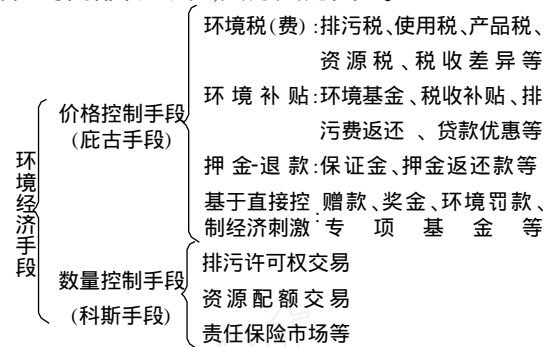 环境税(费):排污税、使用税、产品税、
资源税、税收差异等
环境补贴:环境基金、税收补贴、排
污费返还、贷款优惠等
押金-退款:保证金、押金返还款等
基于直接控制经济刺激:赠款、奖金、环境罚款、
专项基金等
价格控制手段
(庇古手段)
环境经济手段
数量控制手段
(科斯手段)
排污许可权交易
资源配额交易
责任保险市场等